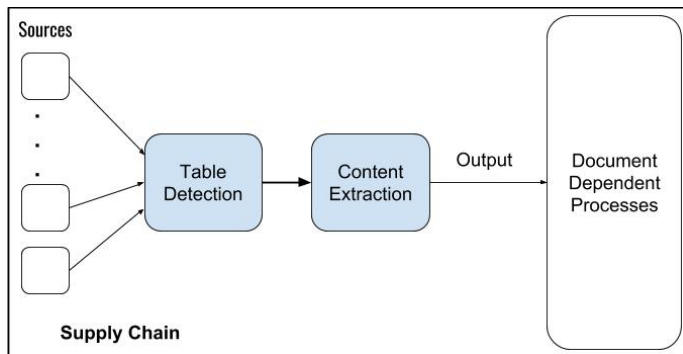 Sources
Table
Detection
Content
Extraction
Output
Document
Dependent
Processes
Supply Chain